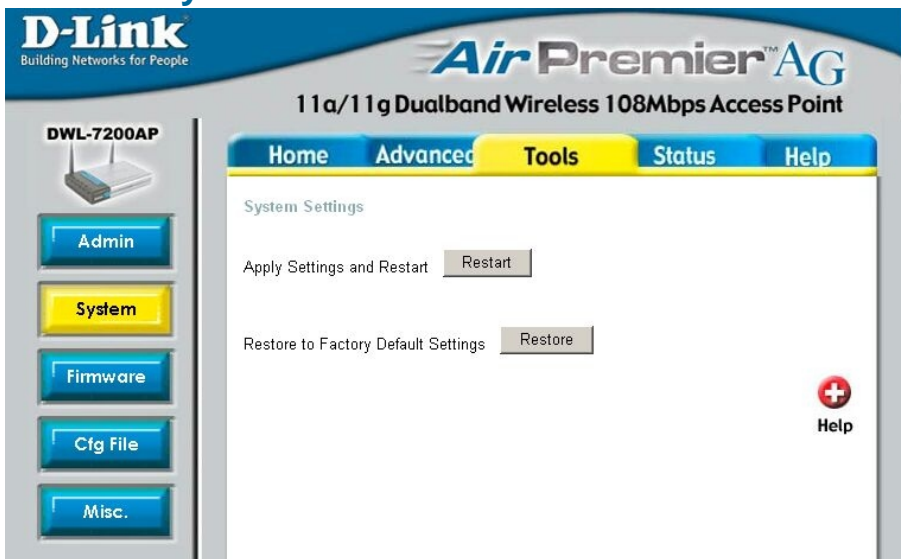 D-Link
Building Networks for People
Air Premier™ AG
11a/11g Dualband Wireless 108Mbps Access Point
DWL-7200AP
Home Advanced Tools Status Help
System Settings
Admin
Apply Settings and Restart Restart
System
Restore to Factory Default Settings Restore
Firmware
Help
Cfg File
Misc.